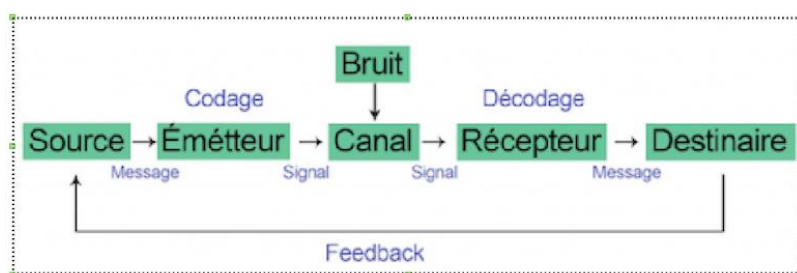 Bruit
Codage
Décodage
Source
Émétteur
Canal
Récepteur
Destinaire
Message
Signal
Signal
Message
Feedback